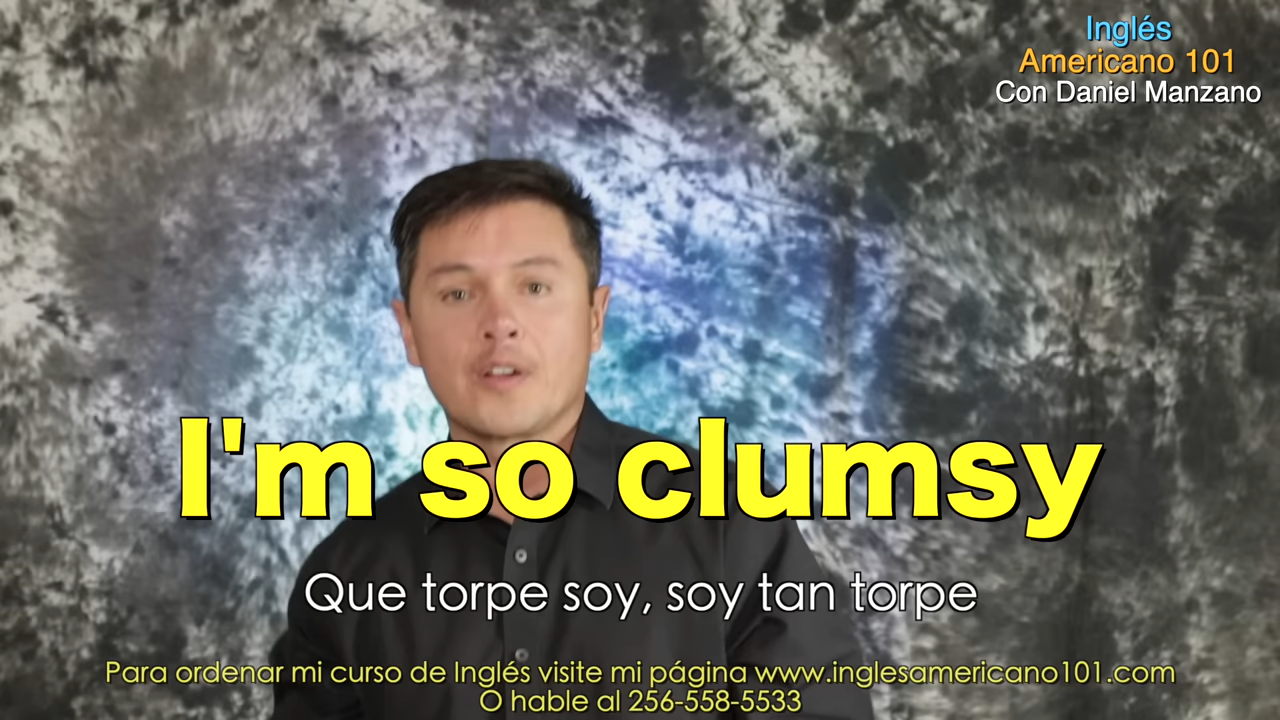 Inglés
Americano 101
Con Daniel Manzano
I'm so clumsy
Que torpe soy, soy tan torpe
Para ordenar mi curso de Inglés visite mi página www.inglesamericano101.com
O hable al 256-558-5533